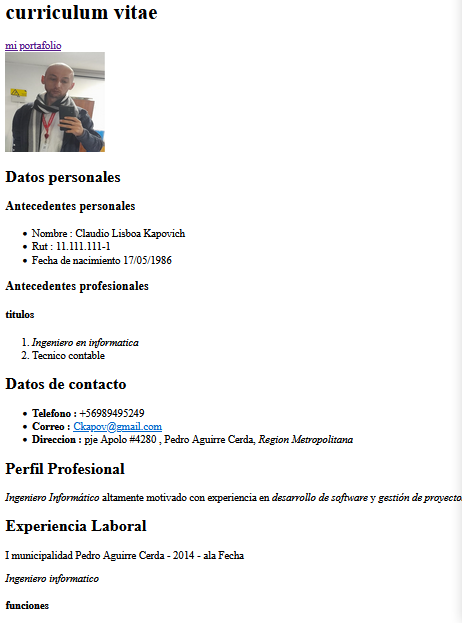 curriculum vitae
mi portafolio
Datos personales
Antecedentes personales
Nombre : Claudio Lisboa Kapovich
Rut : 11.111.111-1
Fecha de nacimiento 17/05/1986
Antecedentes profesionales
titulos
1. Ingeniero en informatica
2. Tecnico contable
Datos de contacto
Telefono : +56989495249
Correo : Ckapov@gmail.com
Direccion : pje Apolo #4280 , Pedro Aguirre Cerda, Region Metropolitana
Perfil Profesional
Ingeniero Informático altamente motivado con experiencia en desarrollo de software y gestión de proyecto
Experiencia Laboral
I municipalidad Pedro Aguirre Cerda - 2014 - ala Fecha
Ingeniero informatico
funciones